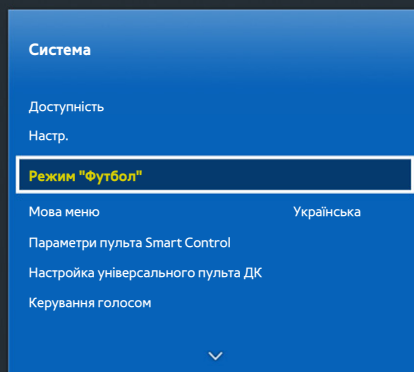 Система
Доступність
Настр.
Режим "Футбол"
Мова меню Українська
Параметри пульта Smart Control
Настройка універсального пульта ДК
Керування голосом